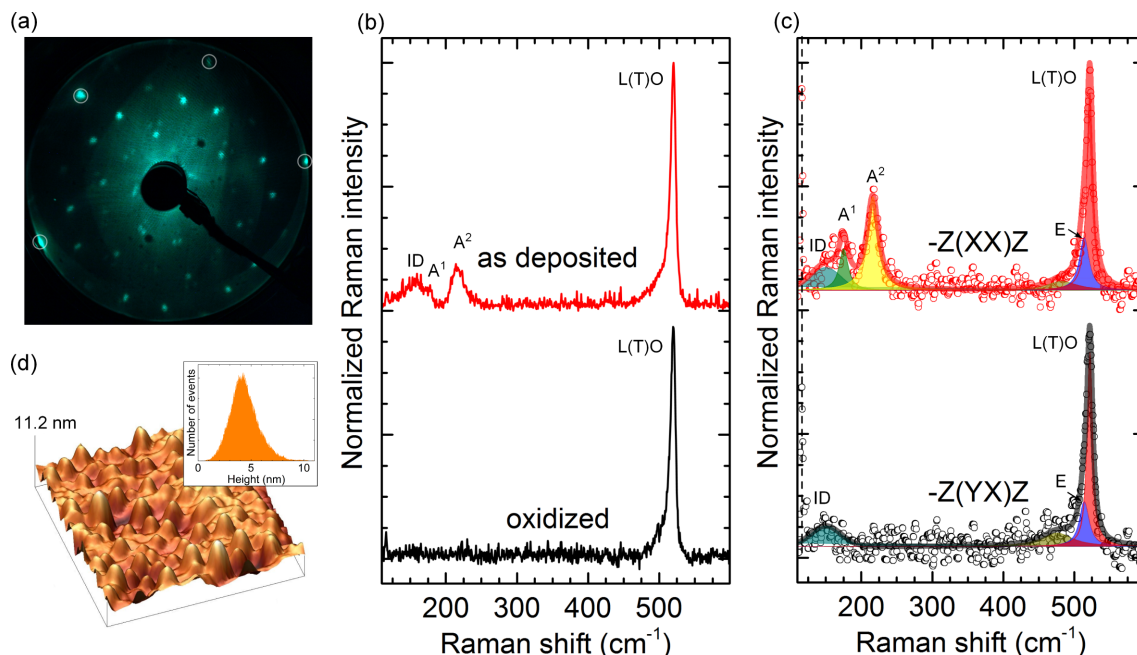 (a)
(b)
Normalized Raman intensity
L(T)O
ID
A¹
A²
as deposited
L(T)O
oxidized
100 200 300 400 500
Raman shift (cm⁻¹)
(c)
Normalized Raman intensity
L(T)O
ID
A¹
A²
E
-Z(XX)Z
L(T)O
ID
E
-Z(YX)Z
200 300 400 500
Raman shift (cm⁻¹)
(d)
11.2 nm
Number of events
0 5 10
Height (nm)